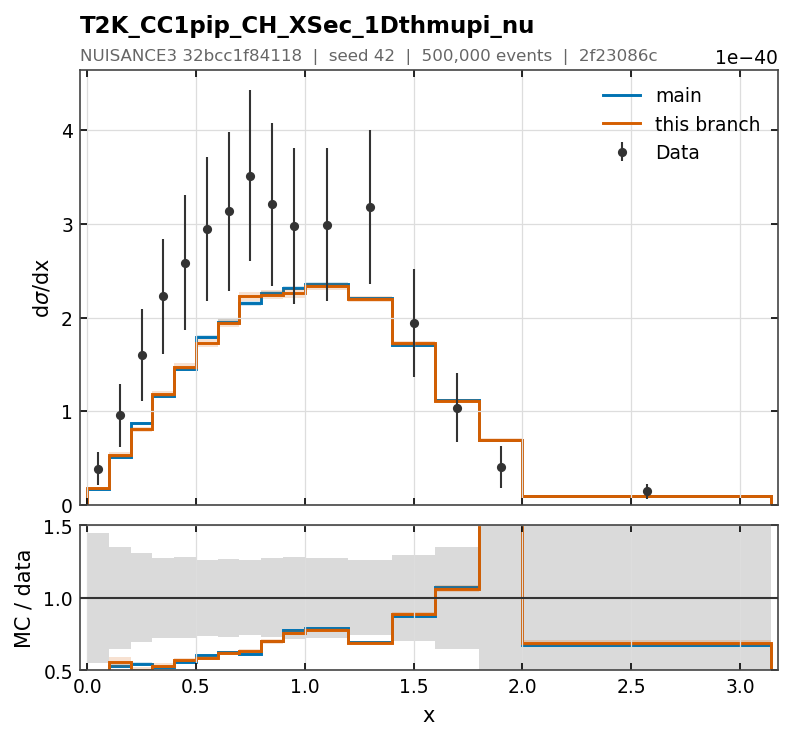 T2K_CC1pip_CH_XSec_1Dthmupi_nu
NUISANCE3 32bcc1f84118 | seed 42 | 500,000 events | 2f23086c
1e−40
main
this branch
Data
dσ/dx
4
3
2
1
0
MC / data
1.5
1.0
0.5
0.0 0.5 1.0 1.5 2.0 2.5 3.0
x